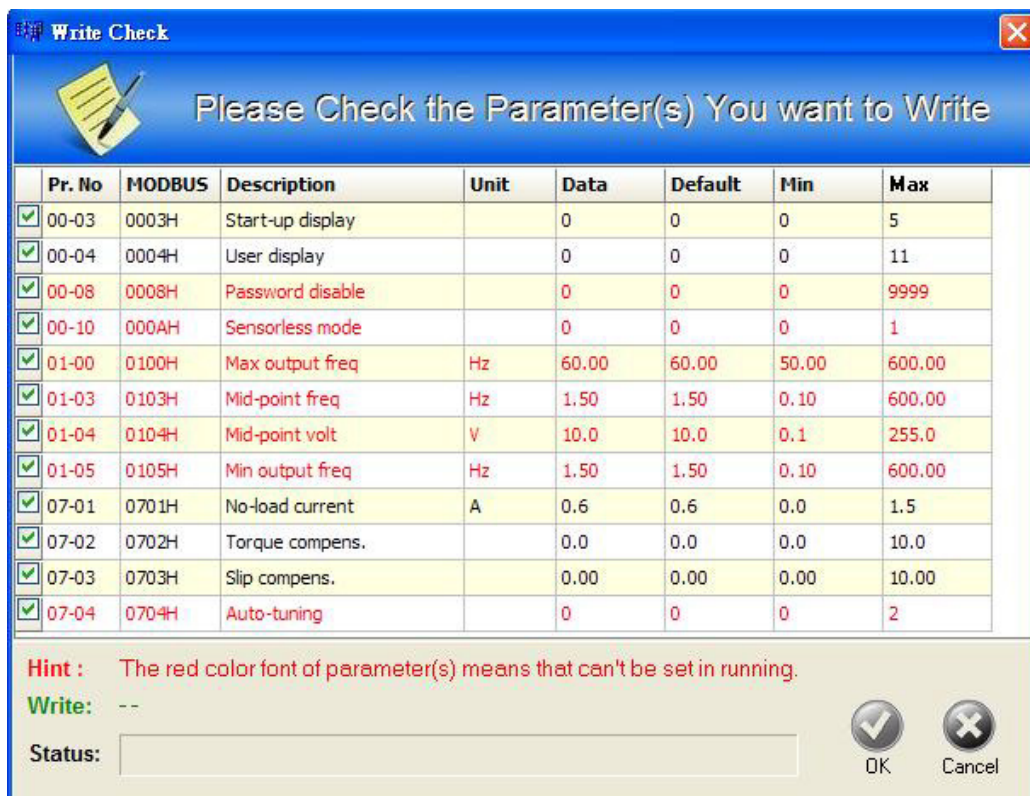 Write Check
Please Check the Parameter(s) You want to Write
Pr. No MODBUS Description Unit Data Default Min Max
00-03 0003H Start-up display 0 0 0 5
00-04 0004H User display 0 0 0 11
00-08 0008H Password disable 0 0 0 9999
00-10 000AH Sensorless mode 0 0 0 1
01-00 0100H Max output freq Hz 60.00 60.00 50.00 600.00
01-03 0103H Mid-point freq Hz 1.50 1.50 0.10 600.00
01-04 0104H Mid-point volt V 10.0 10.0 0.1 255.0
01-05 0105H Min output freq Hz 1.50 1.50 0.10 600.00
07-01 0701H No-load current A 0.6 0.6 0.0 1.5
07-02 0702H Torque compens. 0.0 0.0 0.0 10.0
07-03 0703H Slip compens. 0.00 0.00 0.00 10.00
07-04 0704H Auto-tuning 0 0 0 2
Hint : The red color font of parameter(s) means that can't be set in running.
Write: --
Status:
OK Cancel